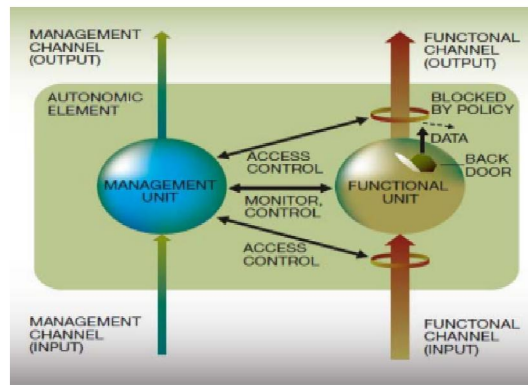 MANAGEMENT
CHANNEL
(OUTPUT)
FUNCTONAL
CHANNEL
(OUTPUT)
AUTONOMIC
ELEMENT
BLOCKED
BY POLICY
DATA
BACK
DOOR
ACCESS
CONTROL
MANAGEMENT
UNIT
MONITOR,
CONTROL
FUNCTIONAL
UNIT
ACCESS
CONTROL
MANAGEMENT
CHANNEL
(INPUT)
FUNCTONAL
CHANNEL
(INPUT)